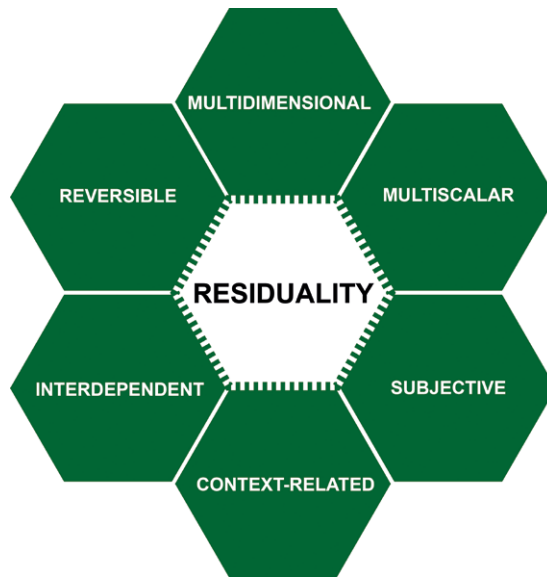 MULTIDIMENSIONAL
REVERSIBLE
MULTISCALAR
RESIDUALITY
INTERDEPENDENT
SUBJECTIVE
CONTEXT-RELATED